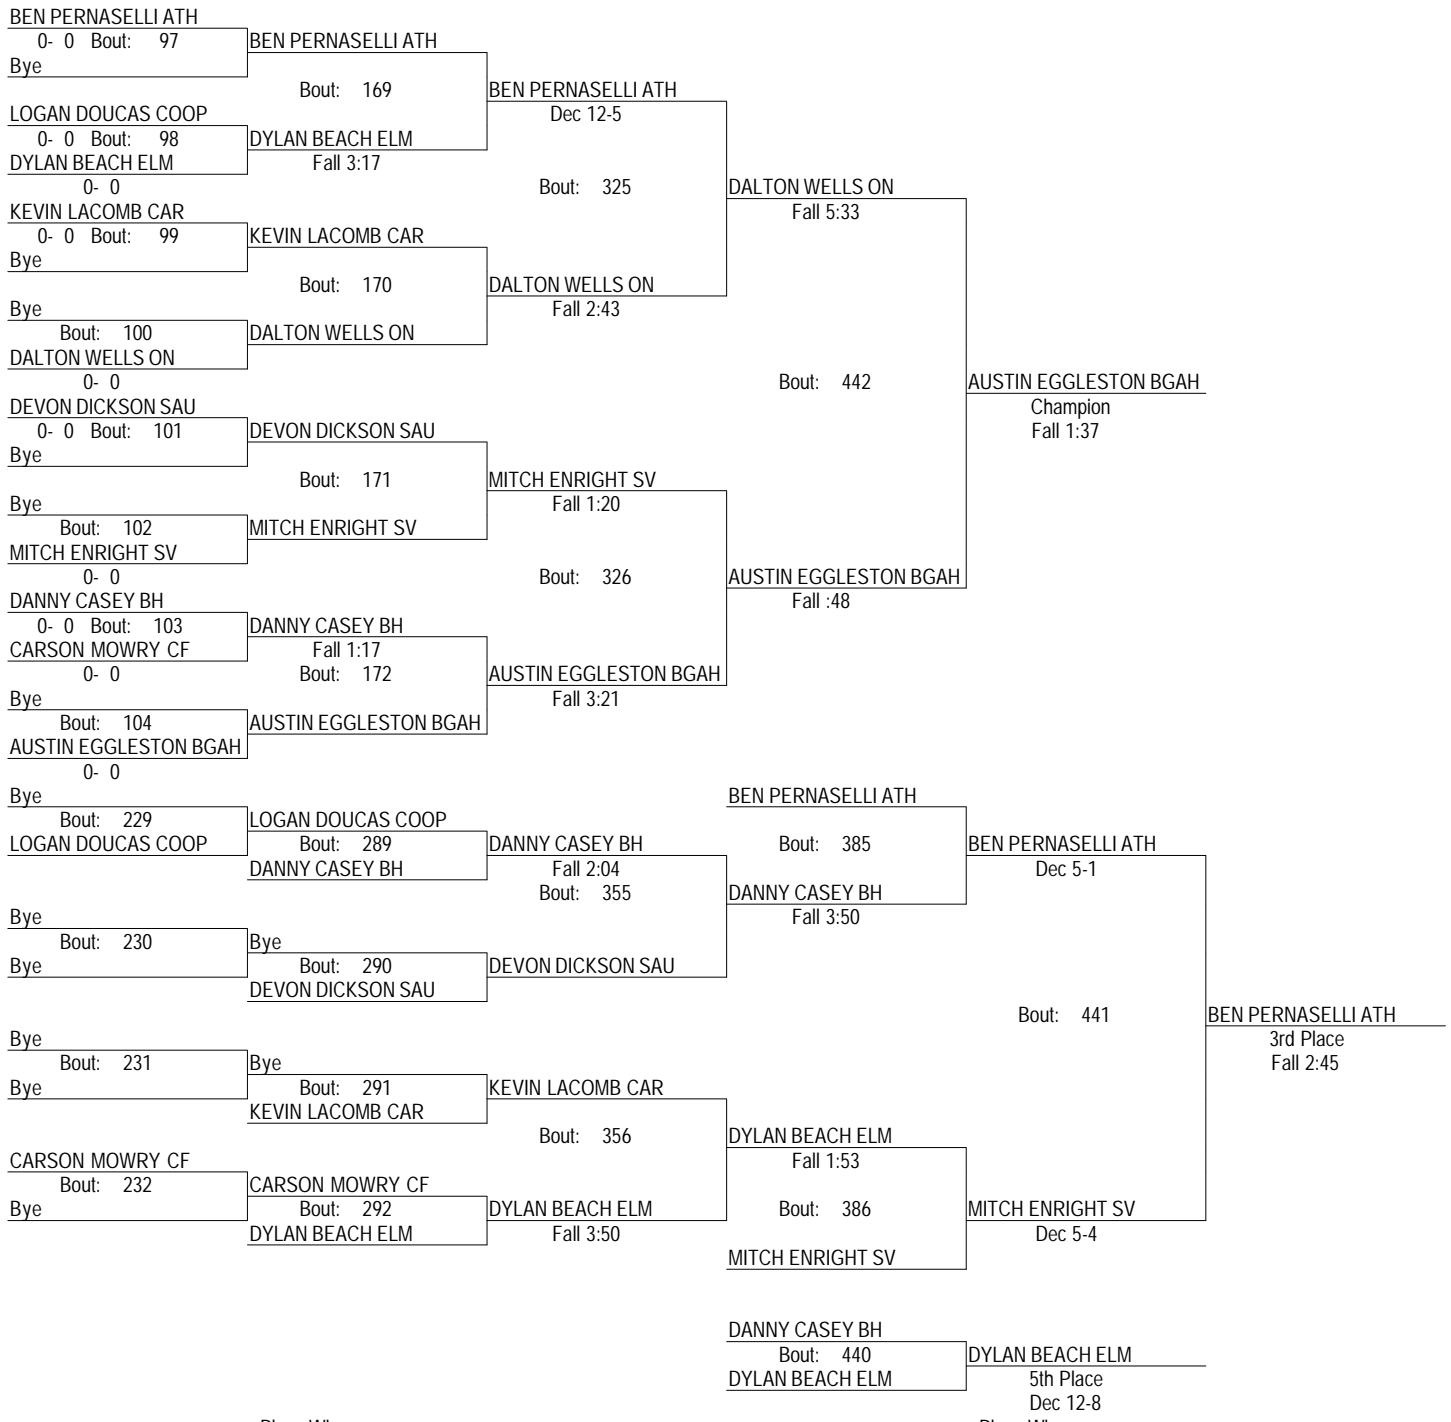 BEN PERNASELLI ATH
0- 0 Bout: 97 BEN PERNASELLI ATH
Bye
Bout: 169 BEN PERNASELLI ATH
LOGAN DOUCAS COOP Dec 12-5
0- 0 Bout: 98 DYLAN BEACH ELM
DYLAN BEACH ELM Fall 3:17
0- 0 Bout: 325 DALTON WELLS ON
KEVIN LACOMB CAR Fall 5:33
0- 0 Bout: 99 KEVIN LACOMB CAR
Bye
Bout: 170 DALTON WELLS ON
Bye Fall 2:43
Bout: 100 DALTON WELLS ON
DALTON WELLS ON
0- 0 Bout: 442 AUSTIN EGGLESTON BGAH
DEVON DICKSON SAU Champion
0- 0 Bout: 101 DEVON DICKSON SAU Fall 1:37
Bye
Bout: 171 MITCH ENRIGHT SV
Bye Fall 1:20
Bout: 102 MITCH ENRIGHT SV
MITCH ENRIGHT SV
0- 0 Bout: 326 AUSTIN EGGLESTON BGAH
DANNY CASEY BH Fall :48
0- 0 Bout: 103 DANNY CASEY BH
CARSON MOWRY CF Fall 1:17
0- 0 Bout: 172 AUSTIN EGGLESTON BGAH
Bye Fall 3:21
Bout: 104 AUSTIN EGGLESTON BGAH
AUSTIN EGGLESTON BGAH
0- 0
Bye BEN PERNASELLI ATH
Bout: 229 LOGAN DOUCAS COOP
LOGAN DOUCAS COOP Bout: 289 DANNY CASEY BH Bout: 385 BEN PERNASELLI ATH
DANNY CASEY BH Fall 2:04 Dec 5-1
Bout: 355 DANNY CASEY BH
Bye Fall 3:50
Bout: 230 Bye
Bye Bout: 290 DEVON DICKSON SAU
DEVON DICKSON SAU
Bout: 441 BEN PERNASELLI ATH
Bye 3rd Place
Bout: 231 Bye Fall 2:45
Bye Bout: 291 KEVIN LACOMB CAR
KEVIN LACOMB CAR
Bout: 356 DYLAN BEACH ELM
CARSON MOWRY CF Fall 1:53
Bout: 232 CARSON MOWRY CF
Bye Bout: 292 DYLAN BEACH ELM Bout: 386 MITCH ENRIGHT SV
DYLAN BEACH ELM Fall 3:50 Dec 5-4
MITCH ENRIGHT SV
DANNY CASEY BH
Bout: 440 DYLAN BEACH ELM
DYLAN BEACH ELM 5th Place
Dec 12-8